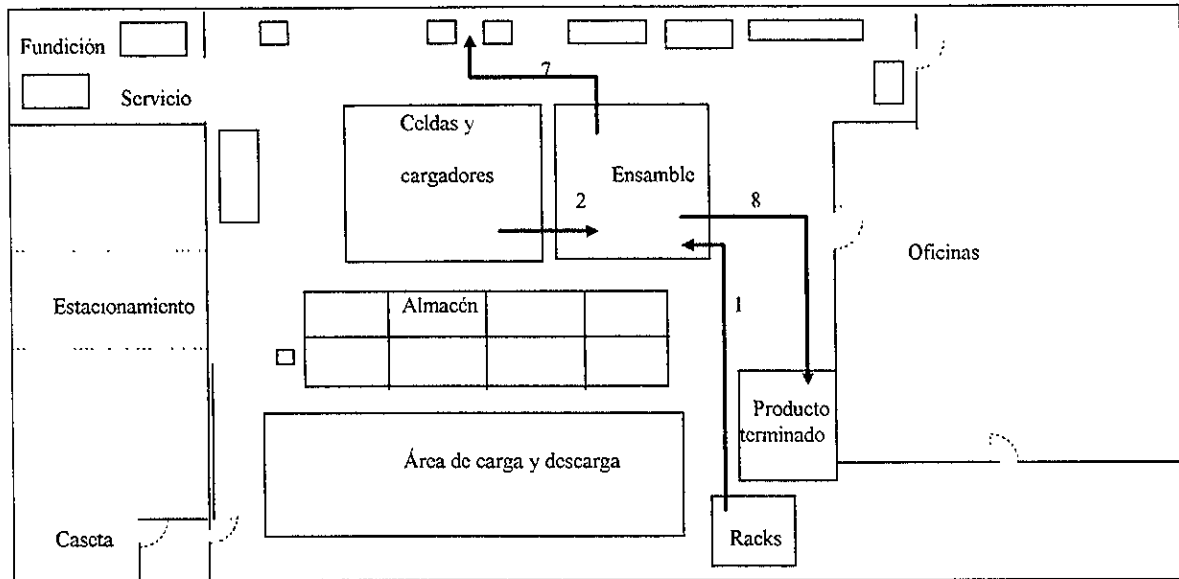 Fundición
7
Servicio
Celdas y
cargadores
Ensamble
2
8
Oficinas
Estacionamiento
Almacén
1
Producto
terminado
Área de carga y descarga
Caseta
Racks